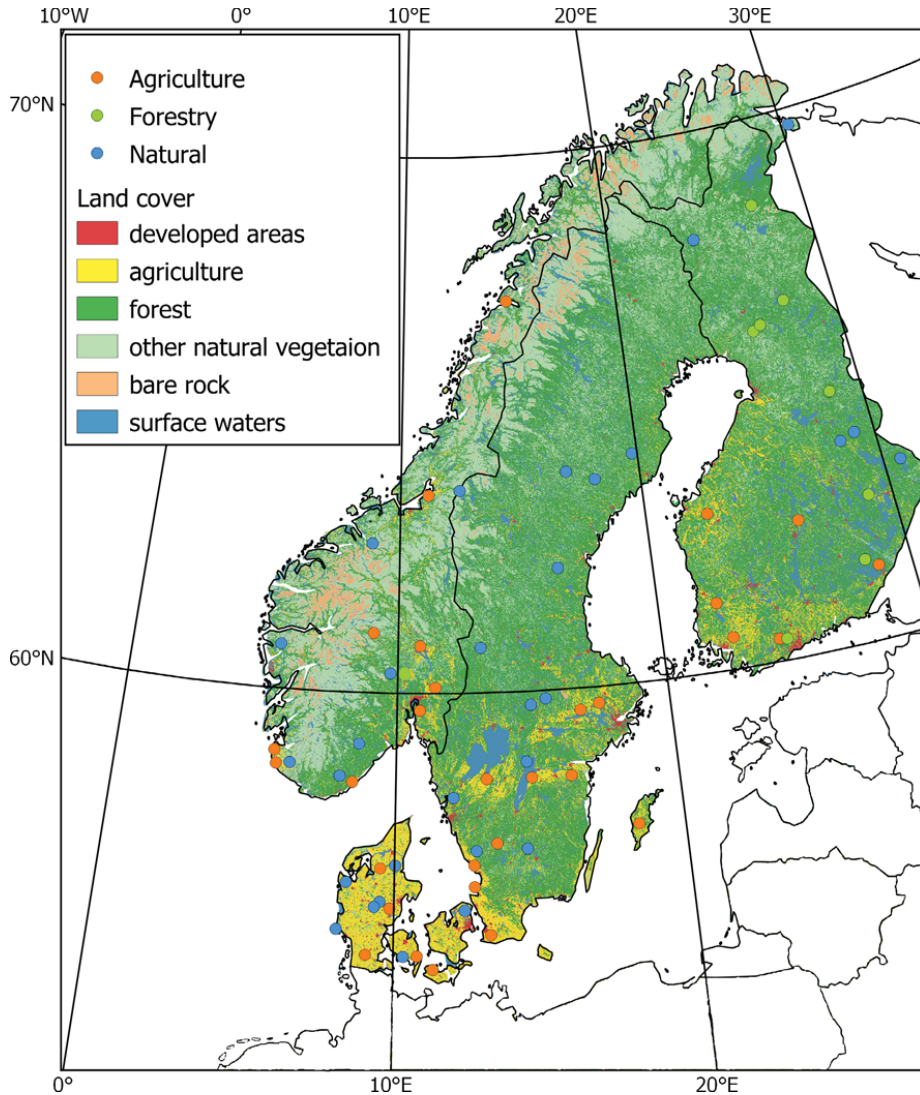 10°W 0° 10°E 20°E 30°E
Agriculture
70°N
Forestry
Natural
Land cover
developed areas
agriculture
forest
other natural vegetaion
bare rock
surface waters
60°N
0° 10°E 20°E